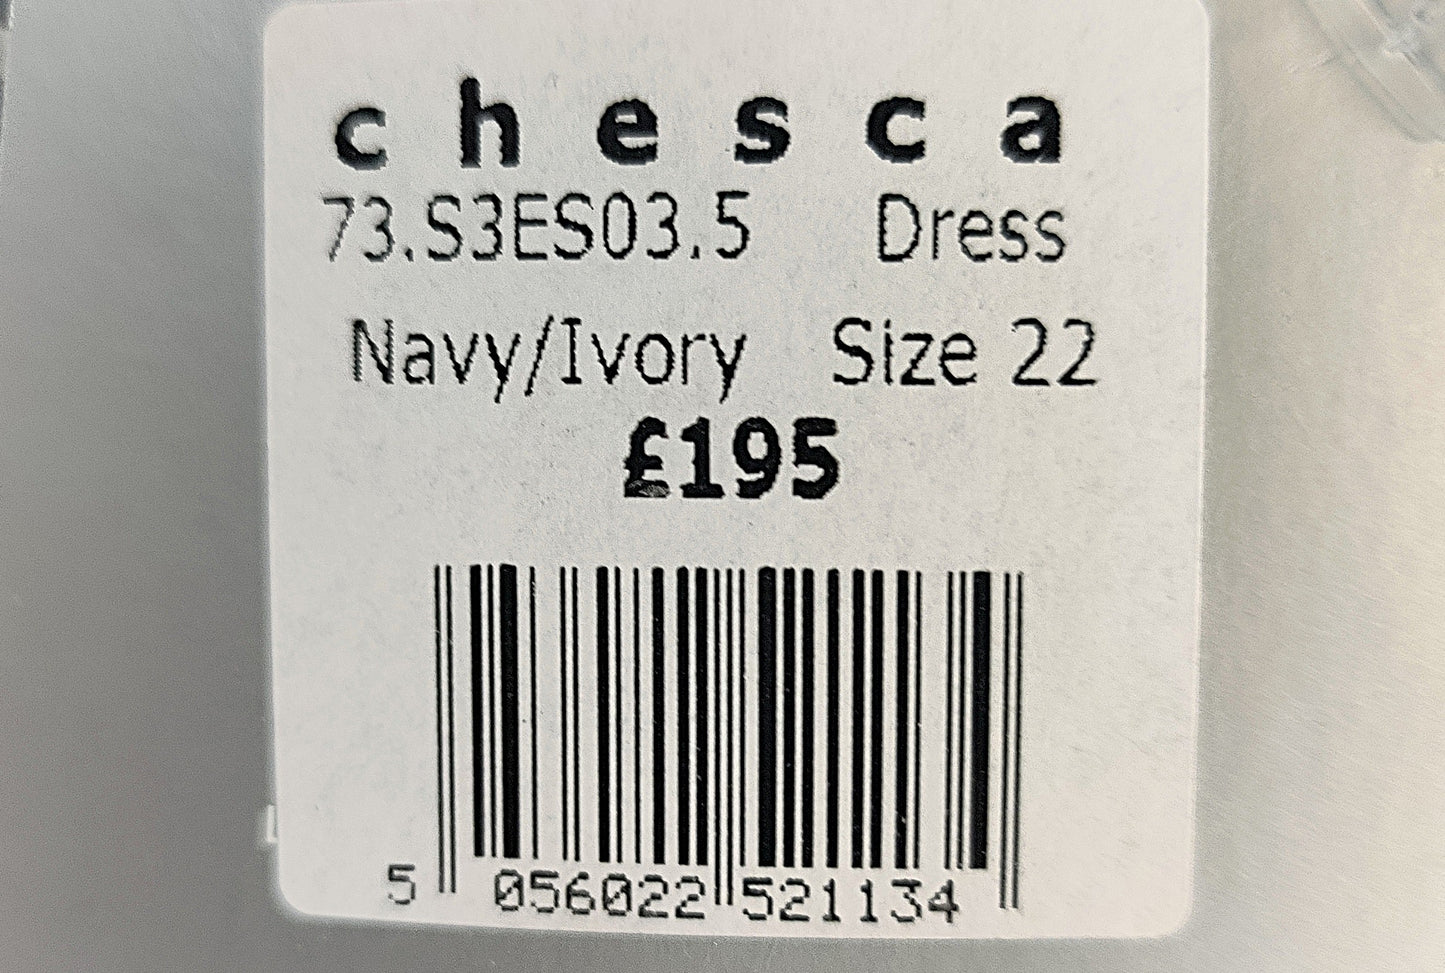 chesca
73.S3ES03.5 Dress
Navy/Ivory Size 22
£195
5 056022 521134